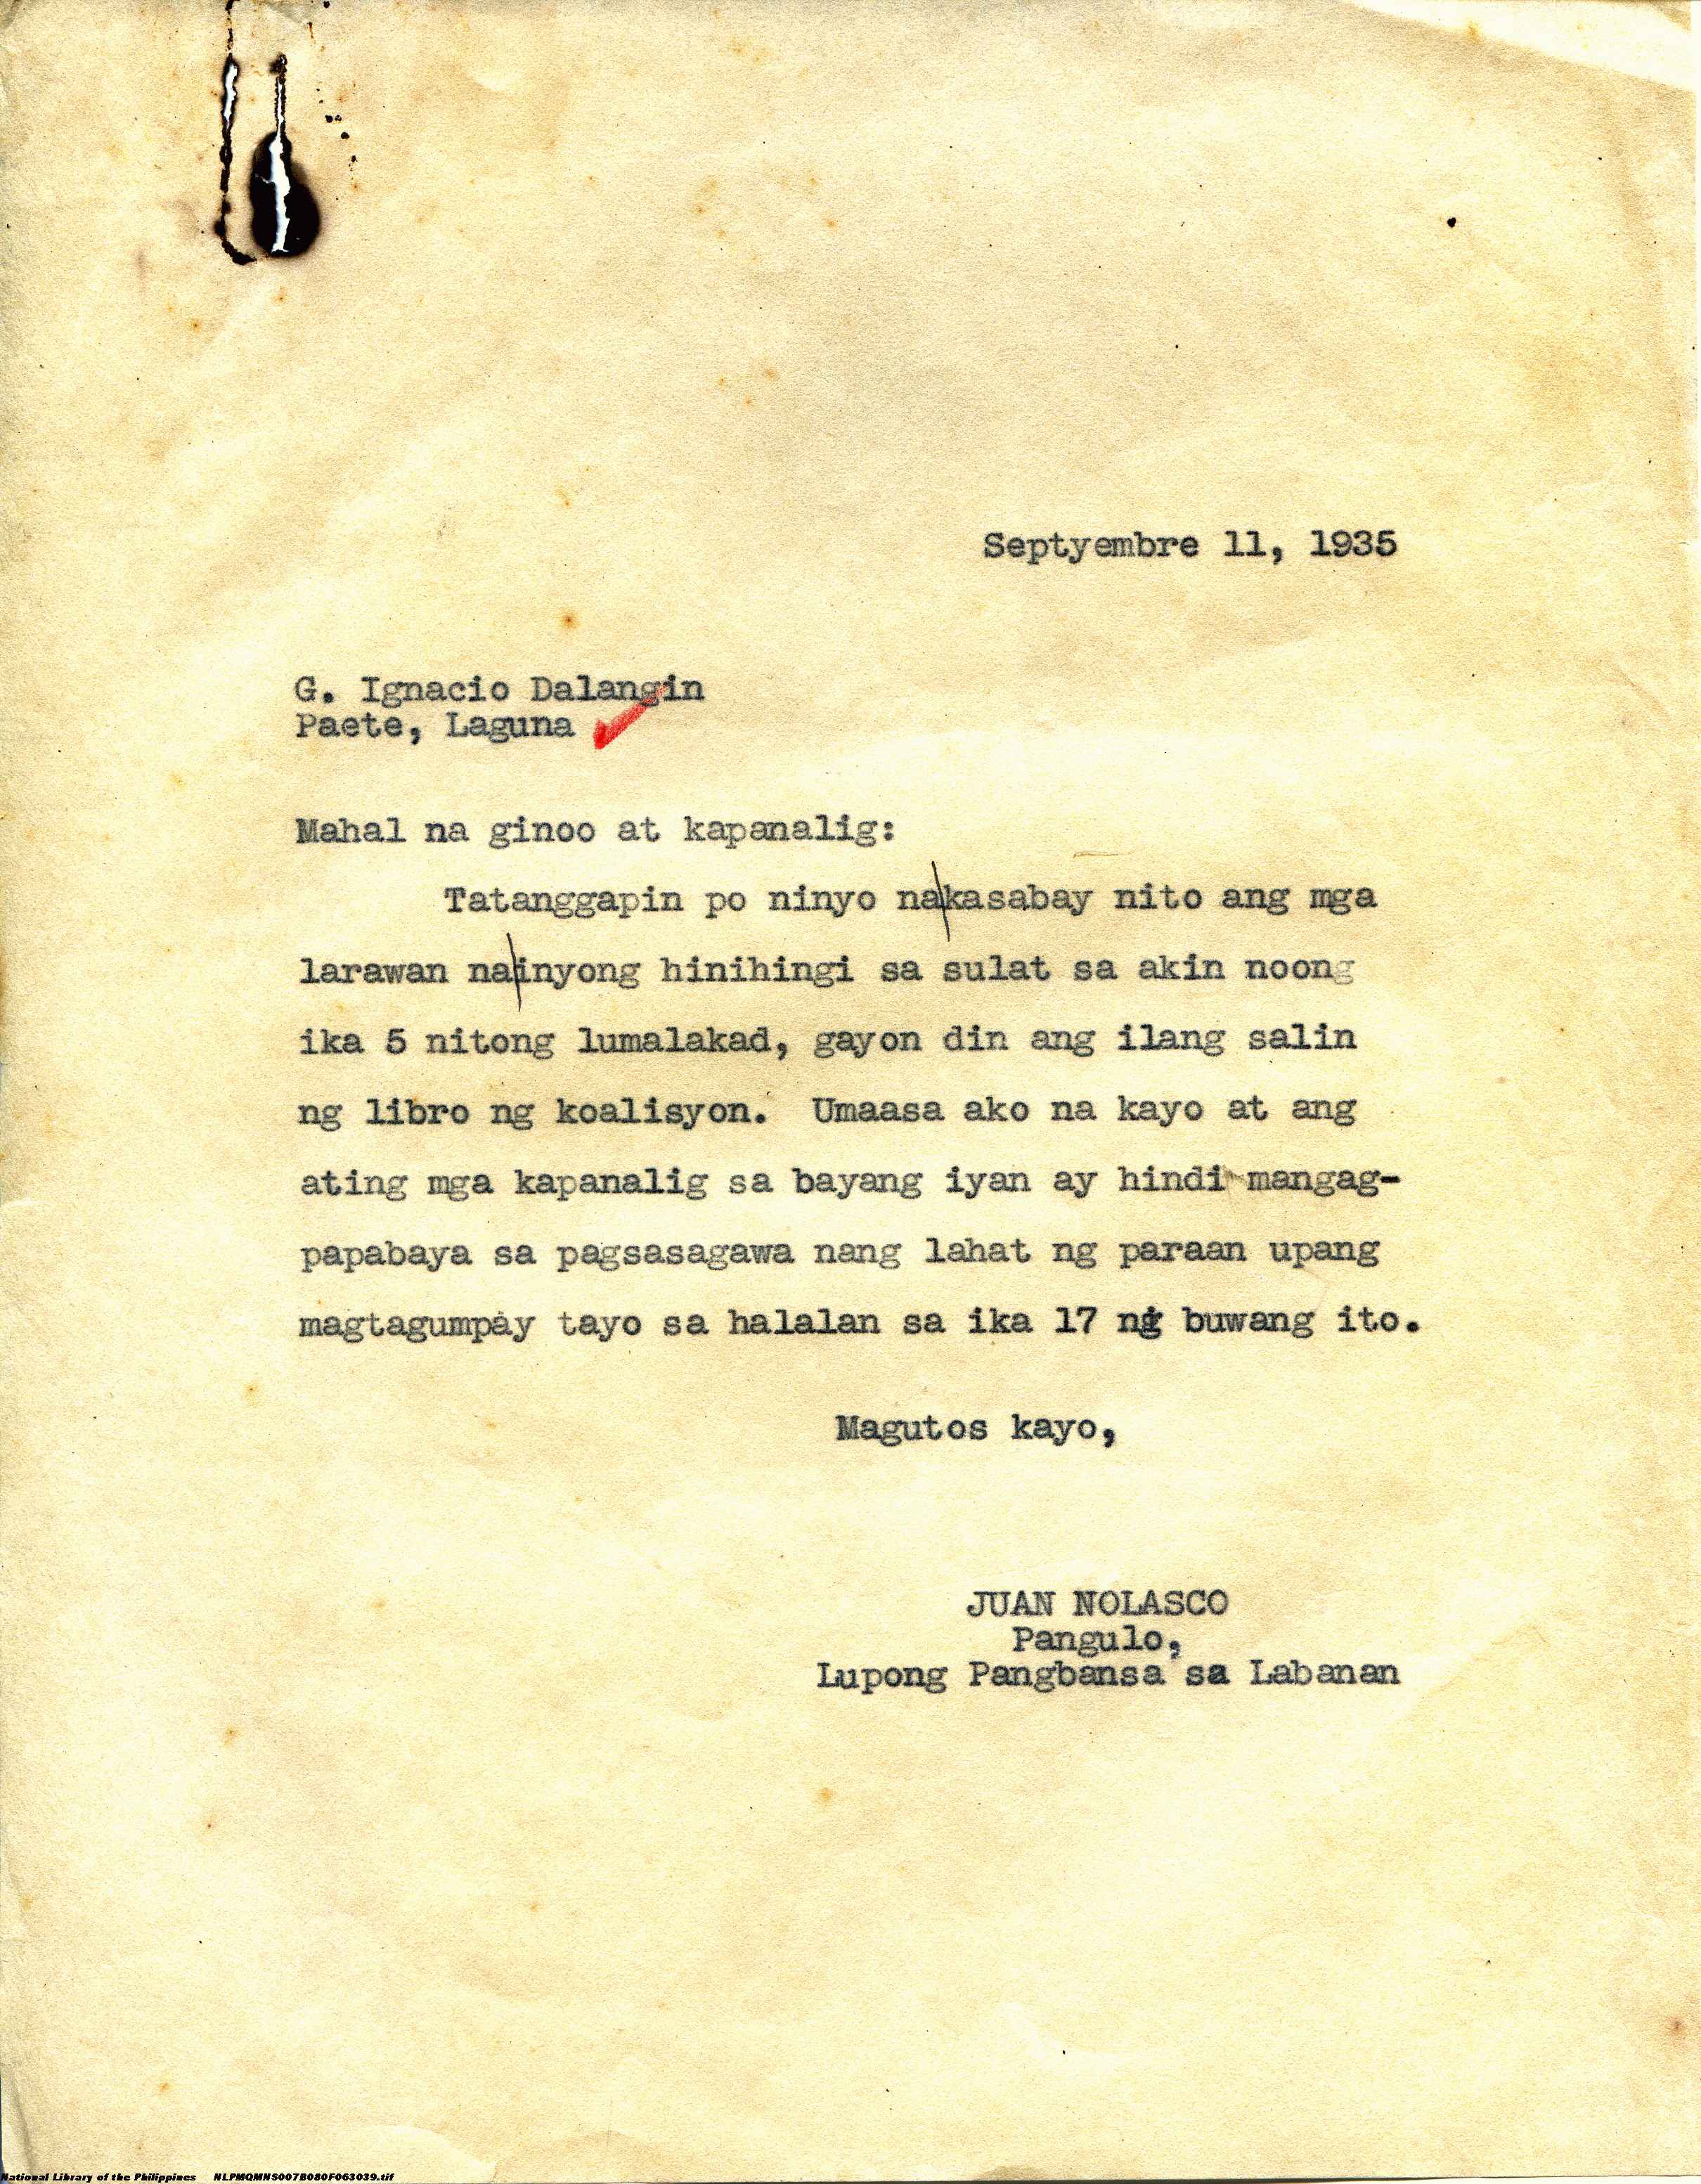 Septyembre 11, 1935
G. Ignacio Dalangin
Paete, Laguna
Mahal na ginoo at kapanalig:
Tatanggapin po ninyo na kasabay nito ang mga
larawan na inyong hinihingi sa sulat sa akin noong
ika 5 nitong lumalakad, gayon din ang ilang salin
ng libro ng koalisyon. Umaasa ako na kayo at ang
ating mga kapanalig sa bayang iyan ay hindi mangag-
papabaya sa pagsasagawa nang lahat ng paraan upang
magtagumpay tayo sa halalan sa ika 17 ng buwang ito.
Magutos kayo,
JUAN NOLASCO
Pangulo,
Lupong Pangbansa sa Labanan
National Library of the Philippines NLPMQMNS007B080F063039.tif